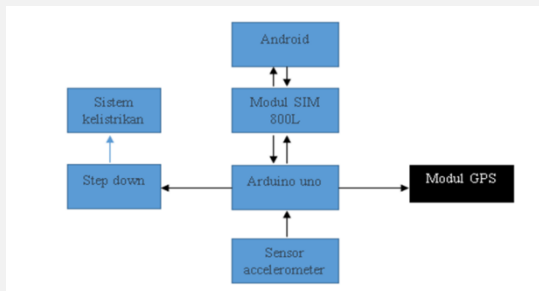 Android
Sistem
kelistrikan
Modul SIM
800L
Step down
Arduino uno
Modul GPS
Sensor
accelerometer